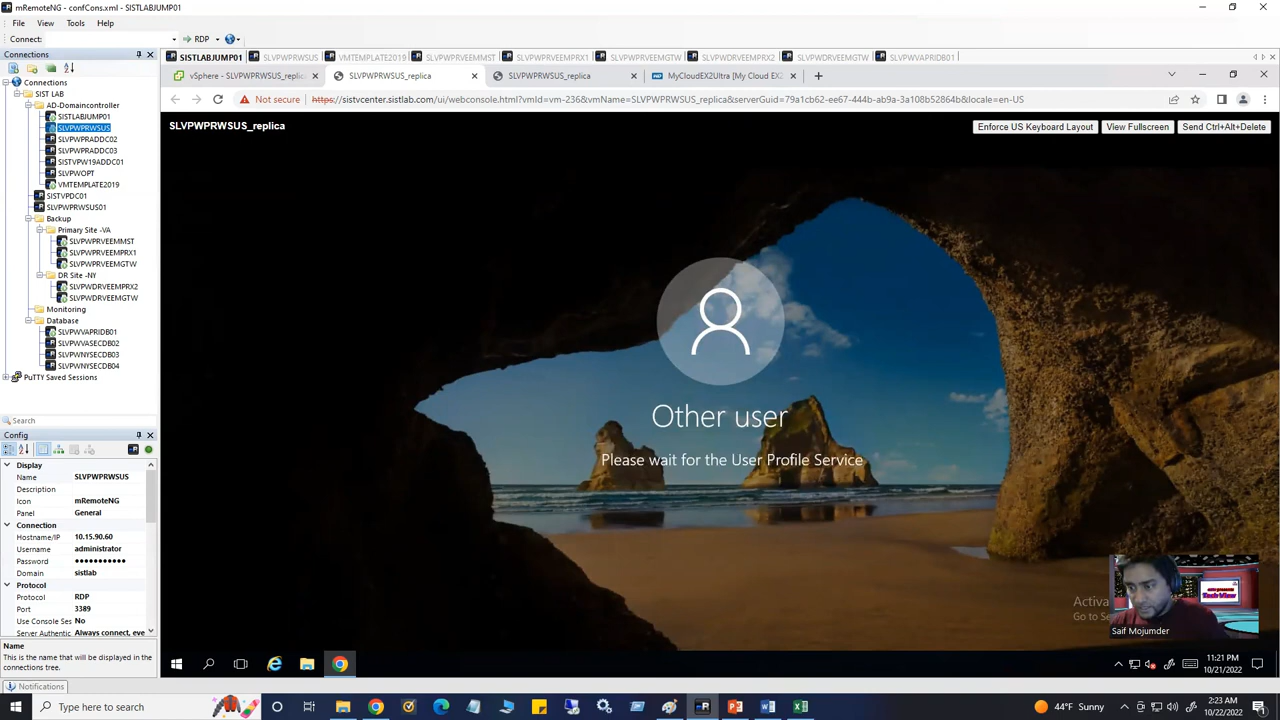 mRemoteNG - confCons.xml - SISTLABJUMP01
File View Tools Help
Connect: RDP
Connections
SISTLABJUMP01 SLVPWPRWSUS VMTEMPLATE2019 SLVPWPRVEEMMST SLVPWPRVEEMPRX1 SLVPWPRVEEMGTW SLVPWDRVEEMPRX2 SLVPWDRVEEMGTW SLVPWVAPRIDB01
vSphere - SLVPWPRWSUS_replic SLVPWPRWSUS_replica SLVPWPRWSUS_replica MyCloudEX2Ultra [My Cloud EX2
Not secure https://sistvcenter.sistlab.com/ui/webconsole.html?vmId=vm-236&vmName=SLVPWPRWSUS_replica&serverGuid=79a1cb62-ee67-444b-ab9a-3a108b52864b&locale=en-US
SLVPWPRWSUS_replica
Enforce US Keyboard Layout View Fullscreen Send Ctrl+Alt+Delete
Connections
SIST LAB
AD-Domaincontroller
SISTLABJUMP01
SLVPWPRWSUS
SLVPWPRADDC02
SLVPWPRADDC03
SISTVPW19ADDC01
SLVPWOPT
VMTEMPLATE2019
SISTVPDC01
SLVPWPRWSUS01
Backup
Primary Site -VA
SLVPWPRVEEMMST
SLVPWPRVEEMPRX1
SLVPWPRVEEMGTW
DR Site -NY
SLVPWDRVEEMPRX2
SLVPWDRVEEMGTW
Monitoring
Database
SLVPWVAPRIDB01
SLVPWVASECDB02
SLVPWNYSECDB03
SLVPWNYSECDB04
PuTTY Saved Sessions
Search
Config
Display
Name SLVPWPRWSUS
Description
Icon mRemoteNG
Panel General
Connection
Hostname/IP 10.15.90.60
Username administrator
Password ●●●●●●●●●●●
Domain sistlab
Protocol
Protocol RDP
Port 3389
Use Console Ses No
Server Authentic Always connect, eve
Name
This is the name that will be displayed in the
connections tree.
Notifications
Other user
Please wait for the User Profile Service
Activa
Go to Se
Tech View
Saif Mojumder
11:21 PM
10/21/2022
Type here to search
44°F Sunny
2:23 AM
10/22/2022